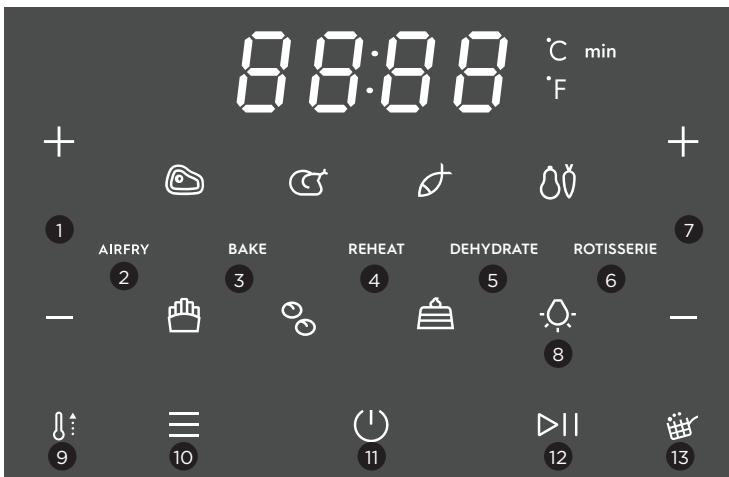 88:88 °C min
°F
1 7
AIRFRY BAKE REHEAT DEHYDRATE ROTISSERIE
2 3 4 5 6
8
9 10 11 12 13